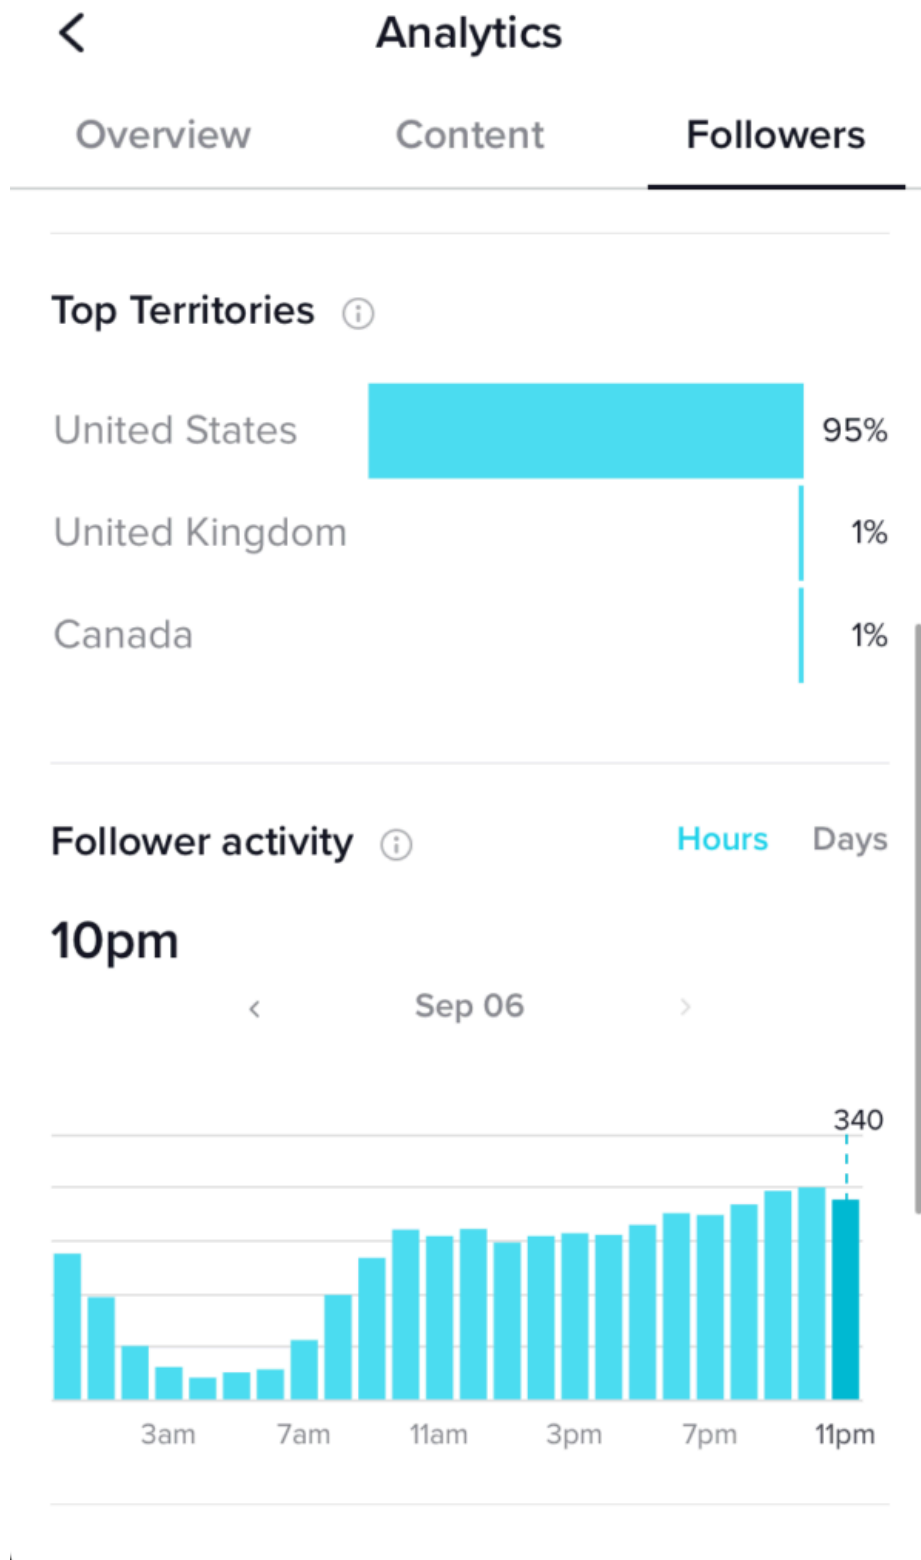 Analytics
Overview Content Followers
Top Territories
United States 95%
United Kingdom 1%
Canada 1%
Follower activity Hours Days
10pm
Sep 06
340
3am 7am 11am 3pm 7pm 11pm